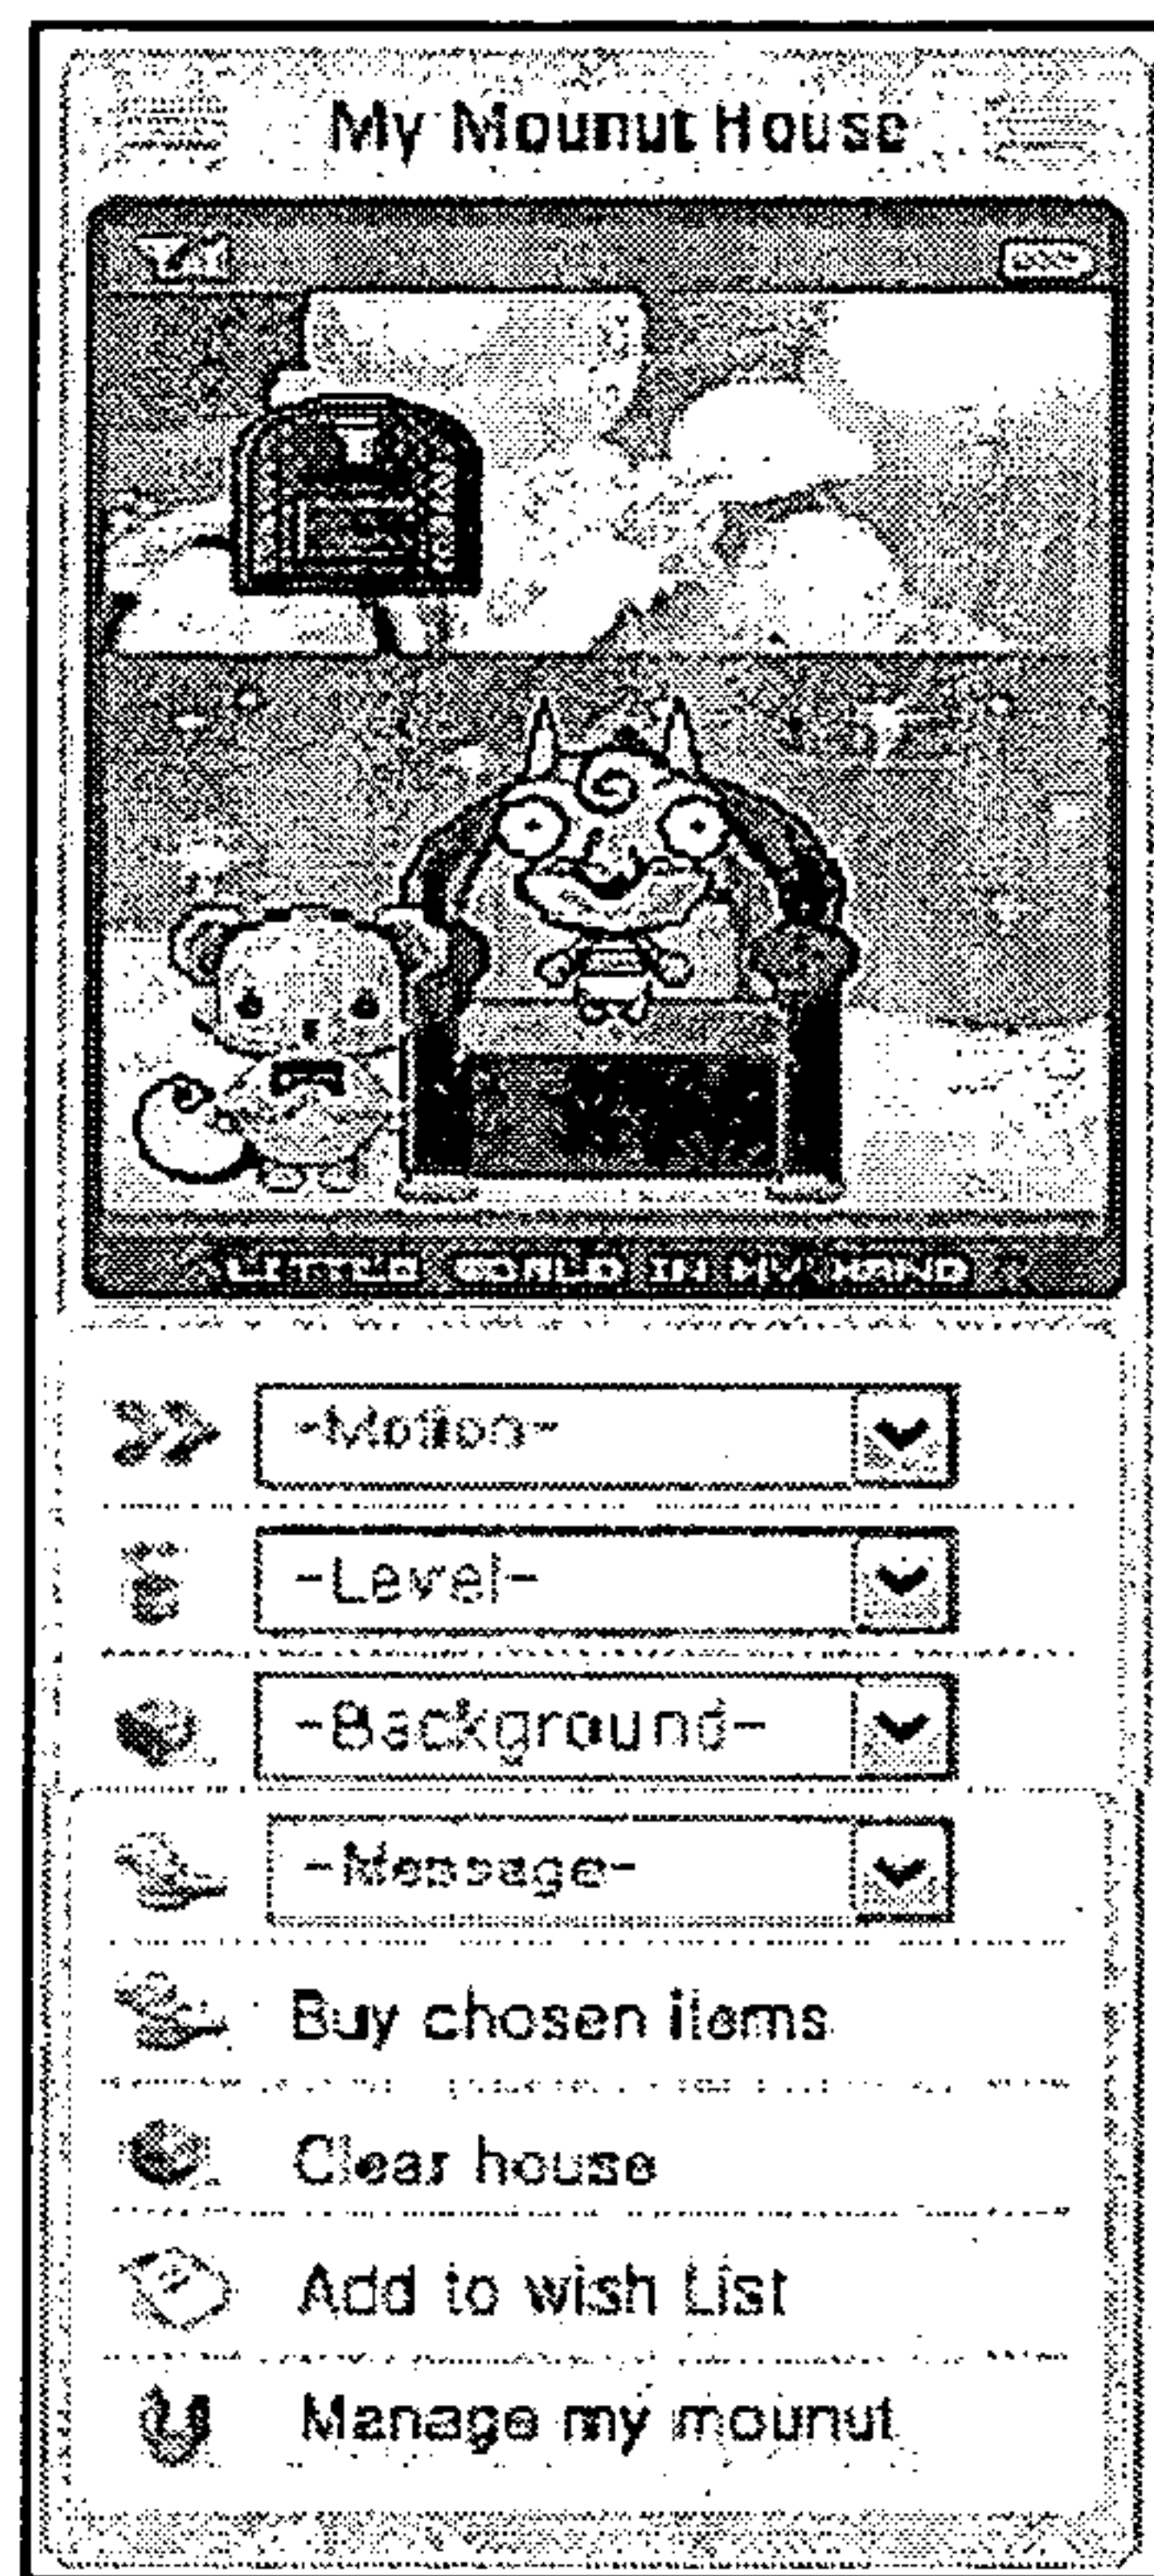 My Mounut House
LITTLE WORLD IN MY HAND
-Motion-
-Level-
-Background-
-Message-
Buy chosen items
Clear house
Add to wish List
Manage my mounut